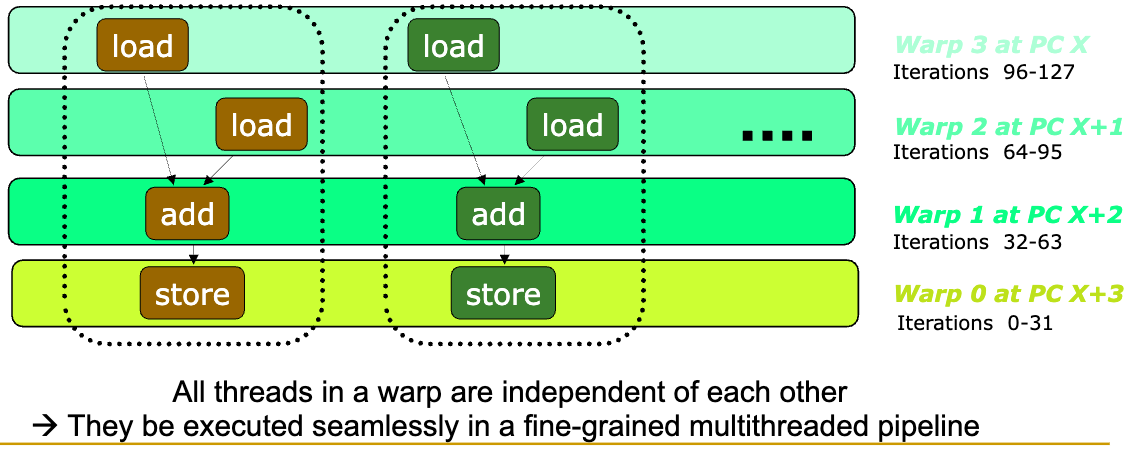 load load Warp 3 at PC X
Iterations 96-127
load load .... Warp 2 at PC X+1
Iterations 64-95
add add Warp 1 at PC X+2
Iterations 32-63
store store Warp 0 at PC X+3
Iterations 0-31
All threads in a warp are independent of each other
→ They be executed seamlessly in a fine-grained multithreaded pipeline